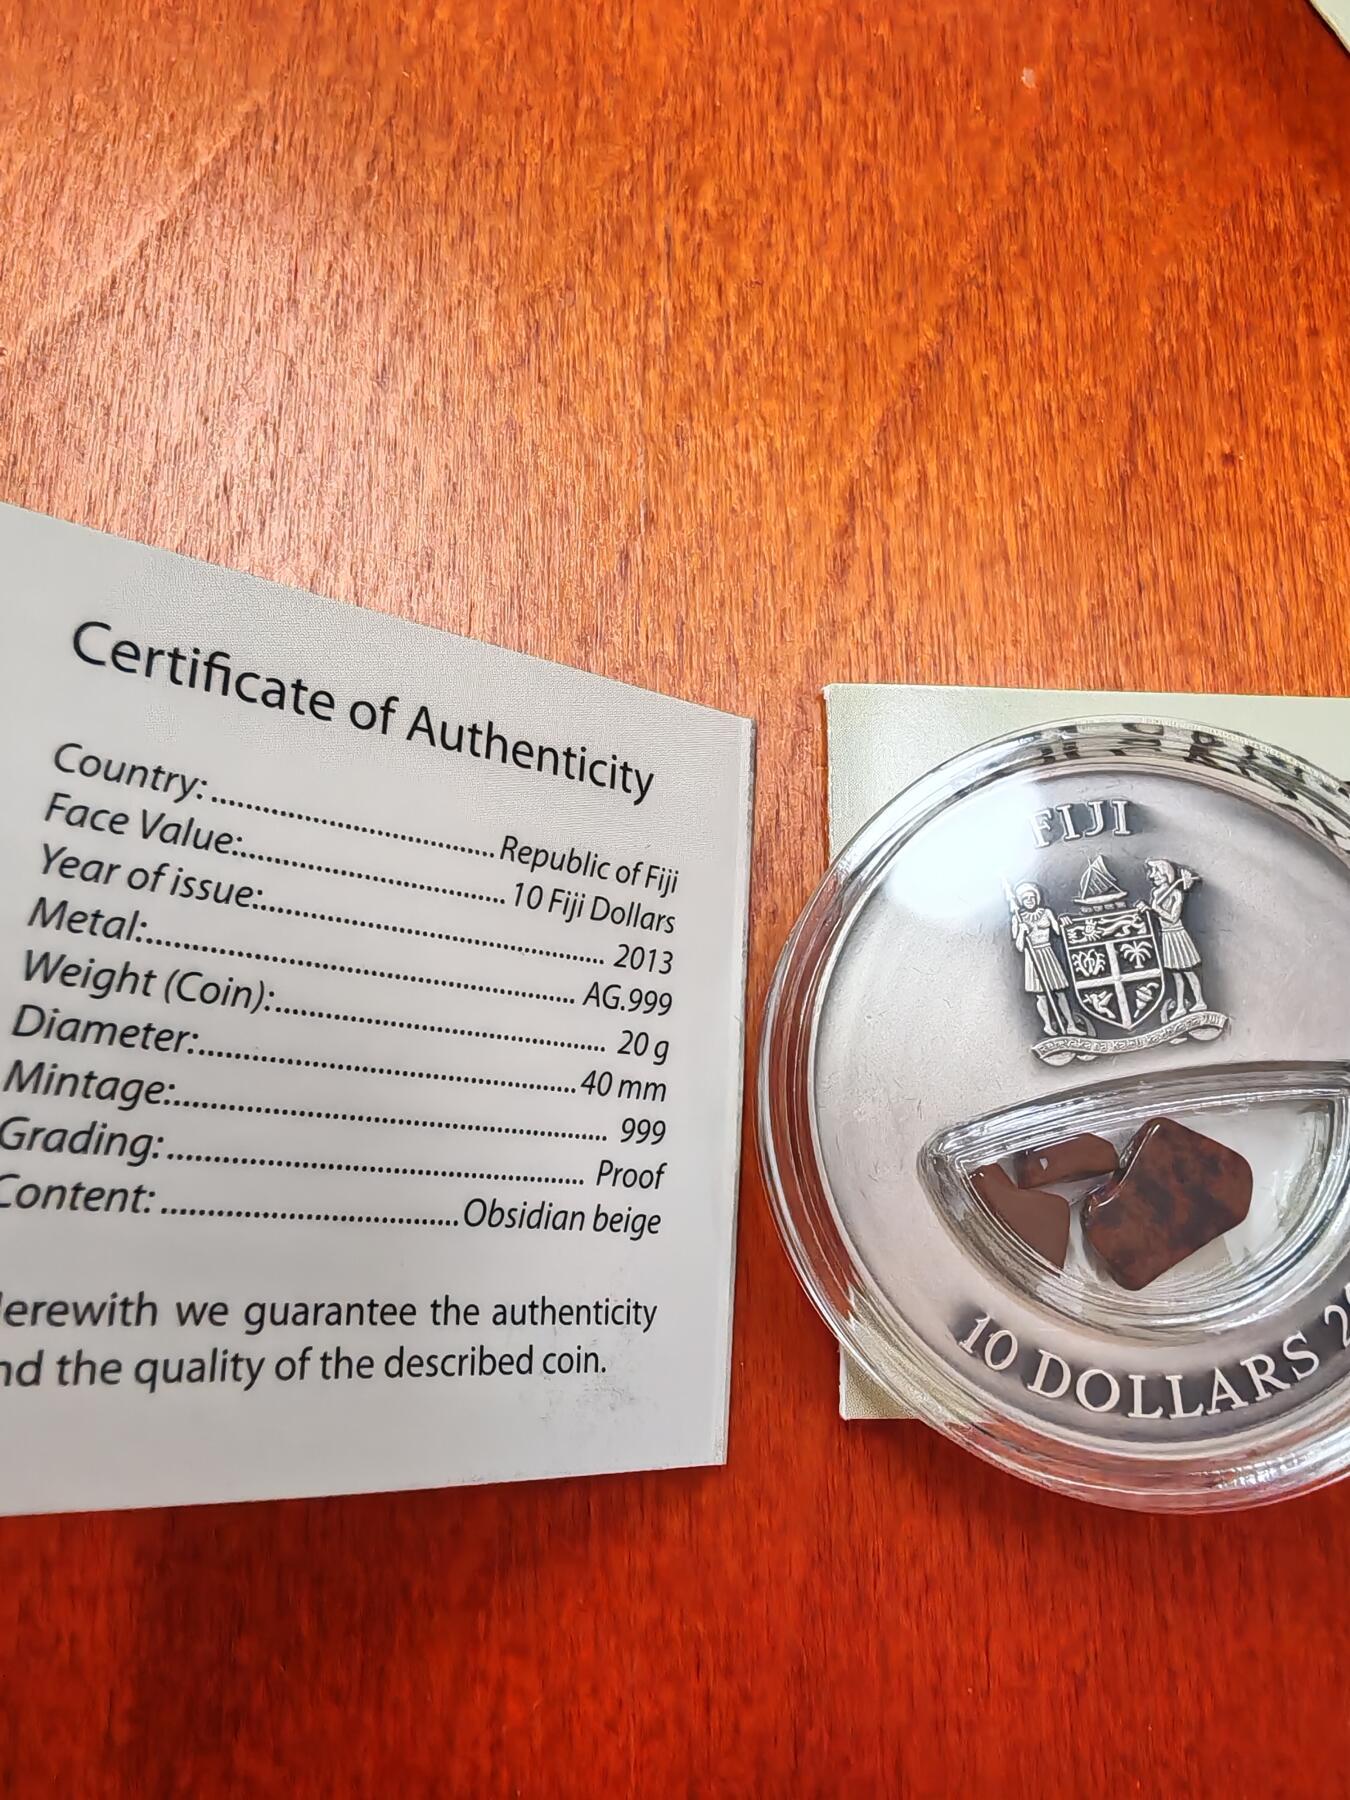 Certificate of Authenticity
Country:..............................Republic of Fiji
Face Value:............................10 Fiji Dollars
Year of issue:....................................... 2013
Metal:................................................. AG.999
Weight (Coin):..................................... 20 g
Diameter:..........................................40 mm
Mintage:................................................ 999
Grading:.............................................. Proof
Content: .................................Obsidian beige
erewith we guarantee the authenticity
nd the quality of the described coin.
FIJI
10 DOLLARS 2